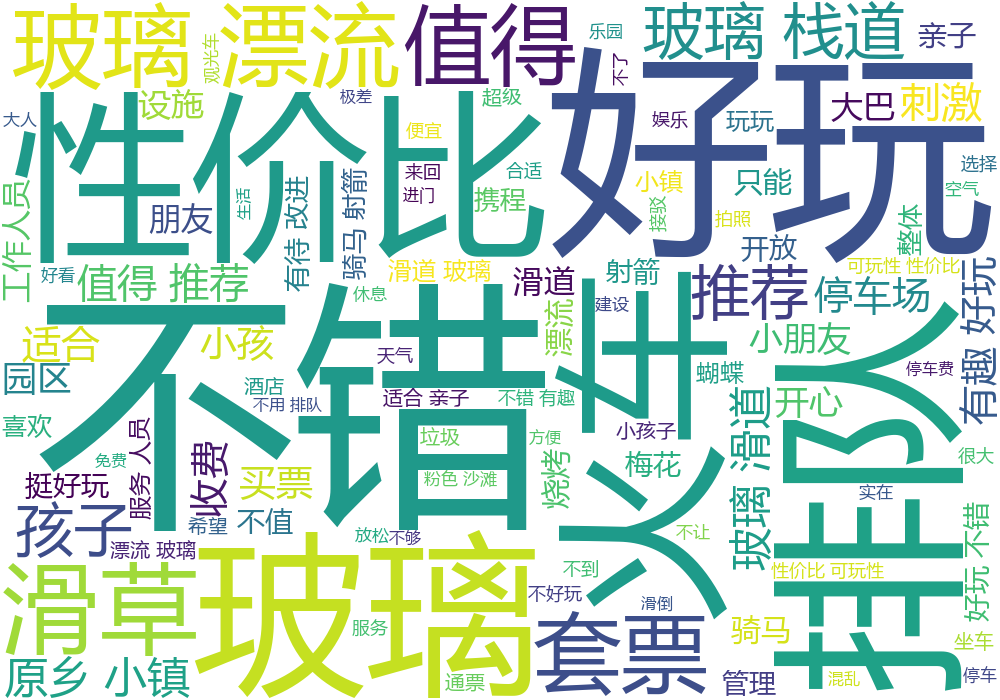 玻璃 漂流
值得
玻璃 栈道
亲子
乐园
观光车
不了
大人
设施
极差
超级
性价比
好玩
娱乐
玩玩
大巴
刺激
便宜
来回
进门
合适
小镇
只能
选择
空气
工作人员
朋友
生活
有待 改进
骑马 射箭
携程
接驳
拍照
开放
整体
好看
值得 推荐
滑道 玻璃
滑道
射箭
推荐
停车场
可玩性 性价比
有趣 好玩
休息
建设
不错
火车
排队
适合
小孩
天气
漂流
小朋友
园区
酒店
不用 排队
适合 亲子
不错 有趣
蝴蝶
停车费
喜欢
服务 人员
垃圾
方便
小孩子
玻璃 滑道
开心
免费
收费
挺好玩
买票
粉色 沙滩
烧烤
梅花
很大
孩子
希望
不值
放松
不够
不让
实在
漂流 玻璃
滑草
玻璃
不到
性价比 可玩性
好玩 不错
不好玩
滑倒
服务
套票
骑马
坐车
原乡 小镇
通票
管理
混乱
停车